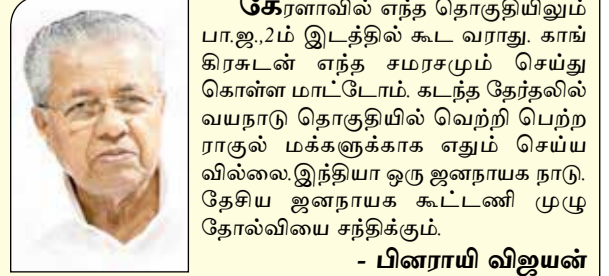 கேரளாவில் எந்த தொகுதியிலும்
பா.ஜ.,2ம் இடத்தில் கூட வராது. காங்
கிரசுடன் எந்த சமரசமும் செய்து
கொள்ள மாட்டோம். கடந்த தேர்தலில்
வயநாடு தொகுதியில் வெற்றி பெற்ற
ராகுல் மக்களுக்காக எதும் செய்ய
வில்லை.இந்தியா ஒரு ஜனநாயக நாடு.
தேசிய ஜனநாயக கூட்டணி முழு
தோல்வியை சந்திக்கும்.
- பினராயி விஜயன்